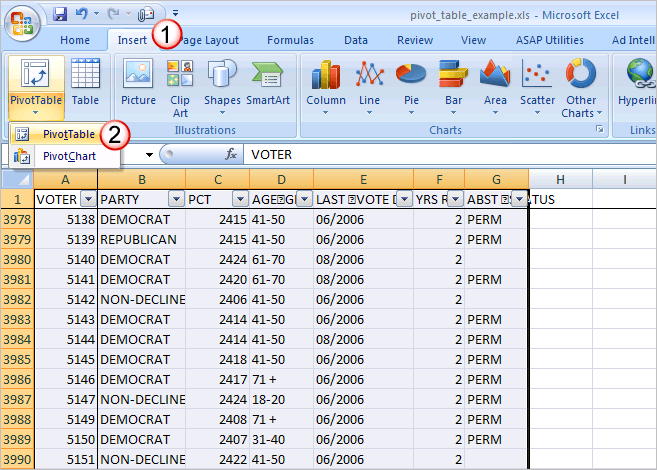 pivot_table_example.xls - Microsoft Excel
Home Insert 1 Page Layout Formulas Data Review View ASAP Utilities Ad Intelli
PivotTable Table Picture Clip Art Shapes SmartArt Column Line Pie Bar Area Scatter Other Charts Hyperlin
PivotTable 2 Illustrations Charts Links
PivotChart fx VOTER
A B C D E F G H I
1 VOTER PARTY PCT AGE GR LAST VOTE D YRS R ABST STATUS
3978 5138 DEMOCRAT 2415 41-50 06/2006 2 PERM
3979 5139 REPUBLICAN 2415 41-50 06/2006 2 PERM
3980 5140 DEMOCRAT 2424 61-70 08/2006 2
3981 5141 DEMOCRAT 2420 61-70 08/2006 2 PERM
3982 5142 NON-DECLINE 2406 41-50 06/2006 2
3983 5143 DEMOCRAT 2414 41-50 06/2006 2 PERM
3984 5144 DEMOCRAT 2414 41-50 08/2006 2 PERM
3985 5145 DEMOCRAT 2418 41-50 06/2006 2 PERM
3986 5146 DEMOCRAT 2417 71 + 06/2006 2 PERM
3987 5147 NON-DECLINE 2424 18-20 06/2006 2 PERM
3988 5149 DEMOCRAT 2408 71 + 06/2006 2 PERM
3989 5150 DEMOCRAT 2407 31-40 06/2006 2 PERM
3990 5151 NON-DECLINE 2422 41-50 06/2006 2